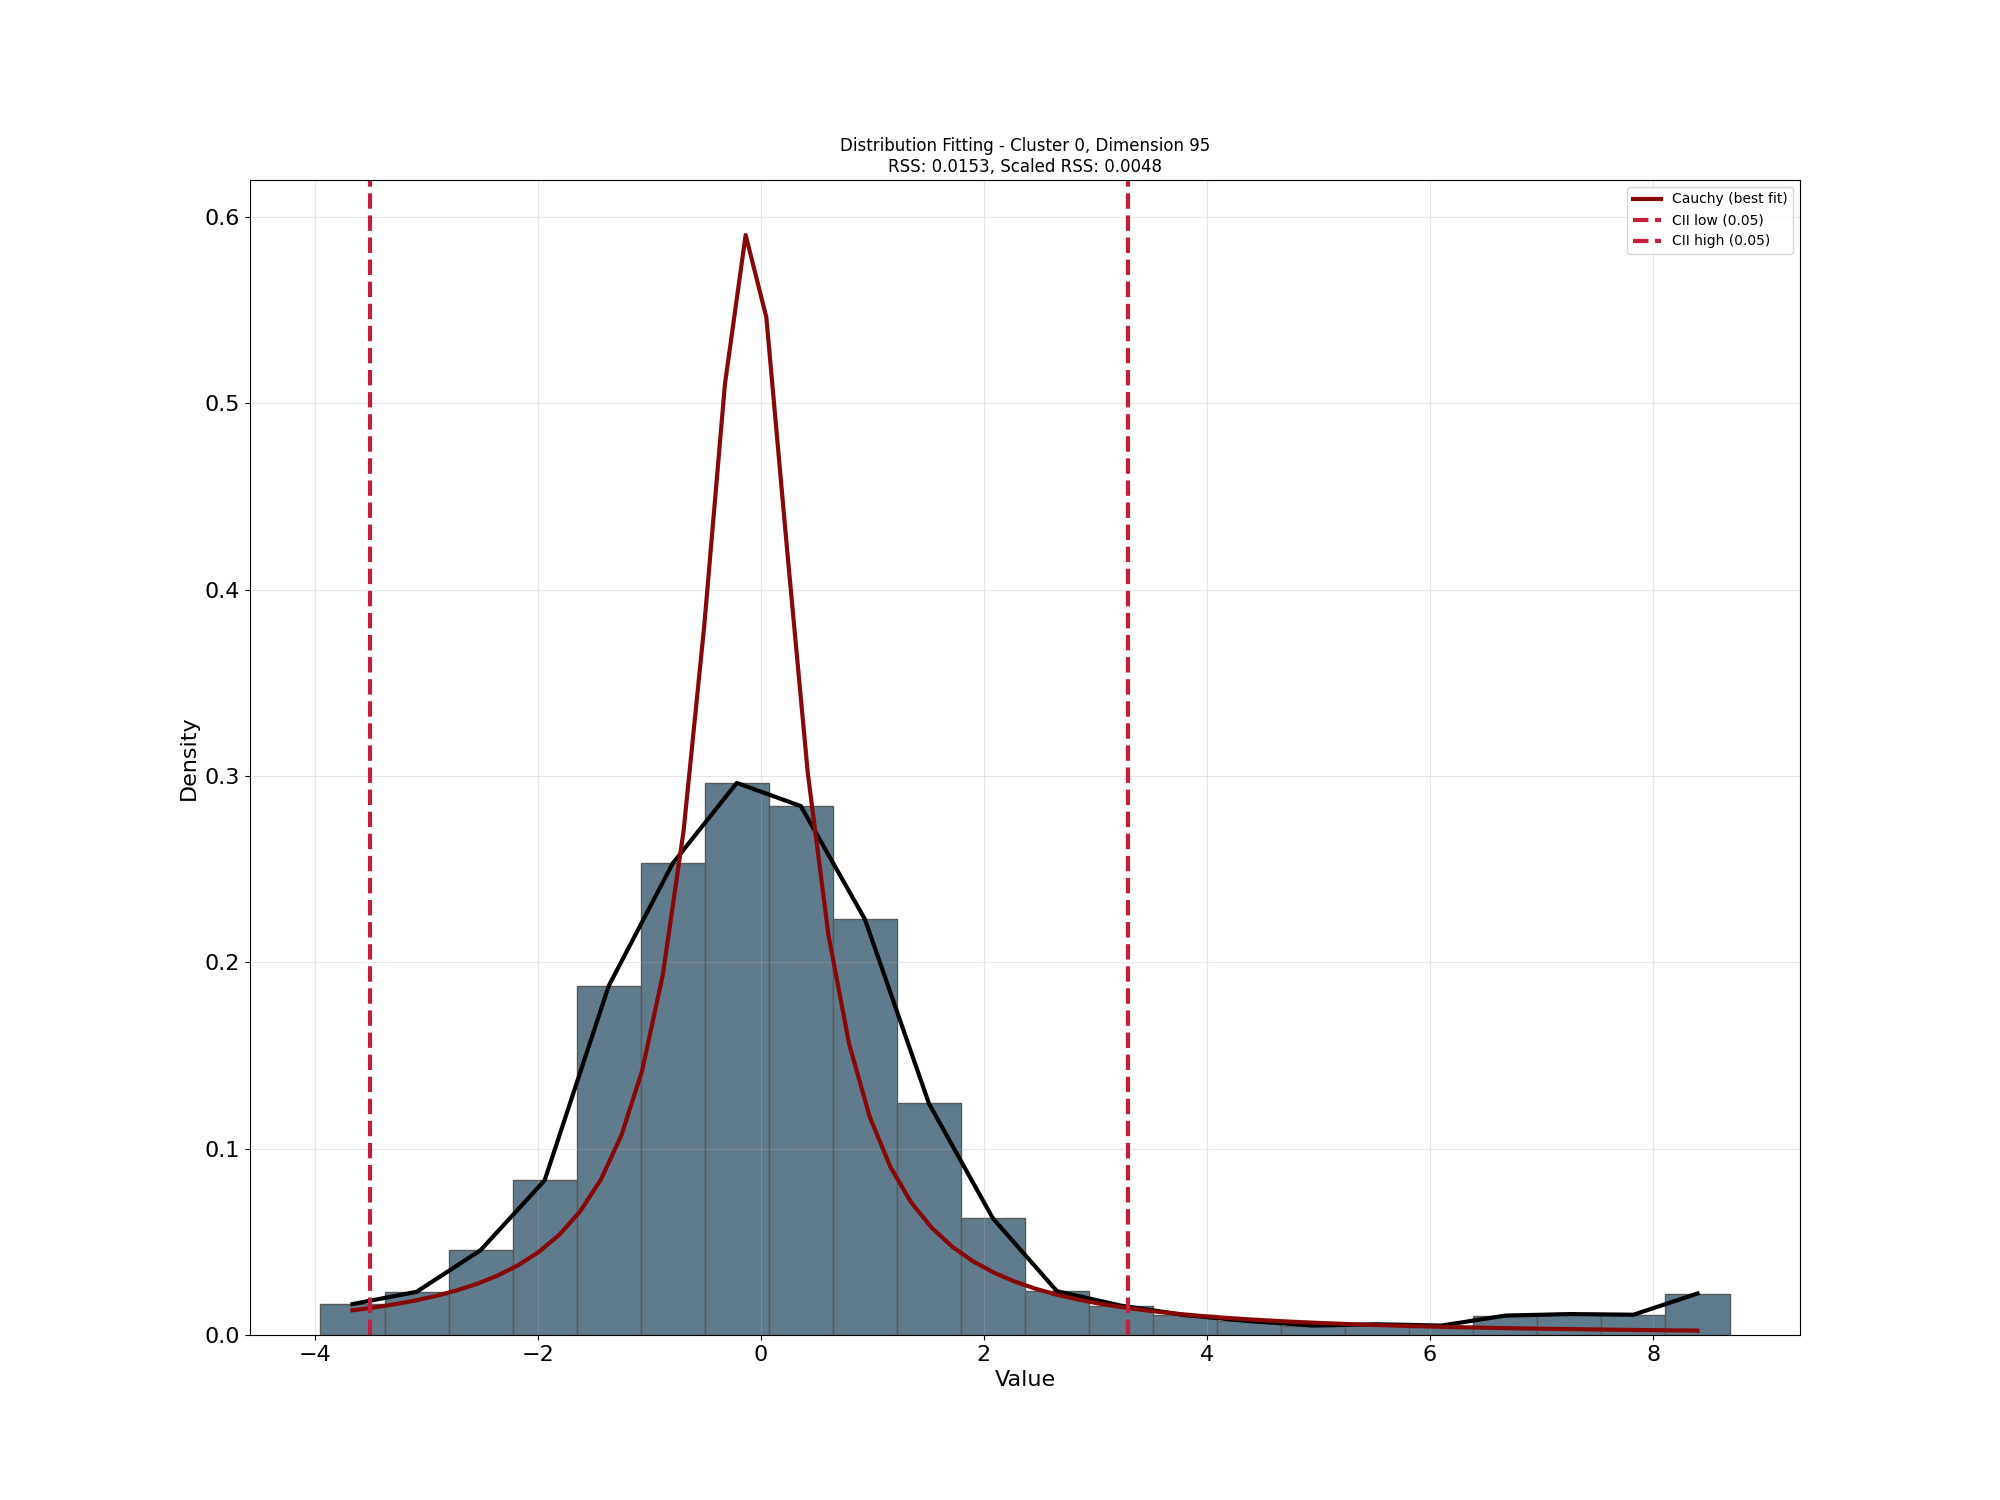 Distribution Fitting - Cluster 0, Dimension 95
RSS: 0.0153, Scaled RSS: 0.0048
Cauchy (best fit)
CII low (0.05)
CII high (0.05)
0.6
0.5
0.4
0.3
0.2
0.1
0.0
Density
−4 −2 0 2 4 6 8
Value